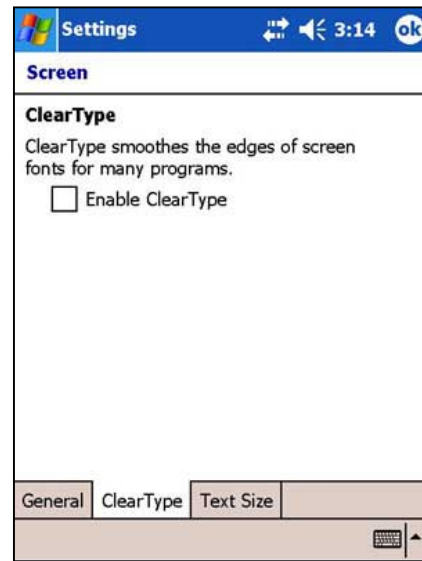 Settings 3:14 ok
Screen
ClearType
ClearType smoothes the edges of screen
fonts for many programs.
Enable ClearType
General ClearType Text Size